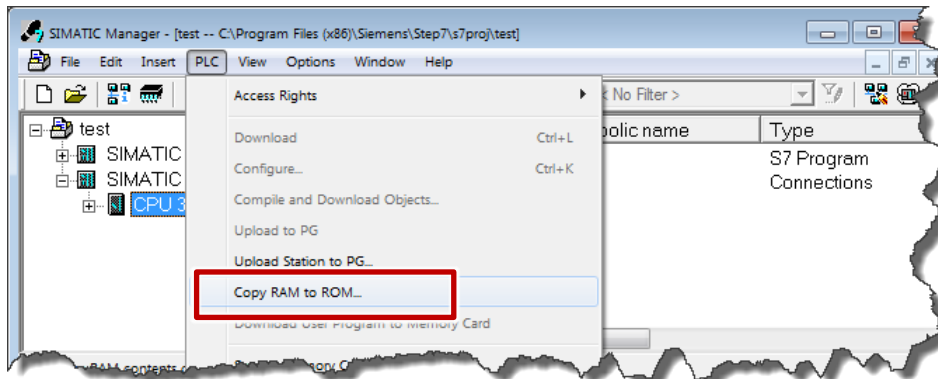 SIMATIC Manager - [test -- C:\Program Files (x86)\Siemens\Step7\s7proj\test]
File Edit Insert PLC View Options Window Help
Access Rights
< No Filter >
test
Download Ctrl+L
bolic name Type
SIMATIC
Configure... Ctrl+K
S7 Program
SIMATIC
Compile and Download Objects...
Connections
CPU 3
Upload to PG
Upload Station to PG...
Copy RAM to ROM...
Download User Program to Memory Card
RAM contents